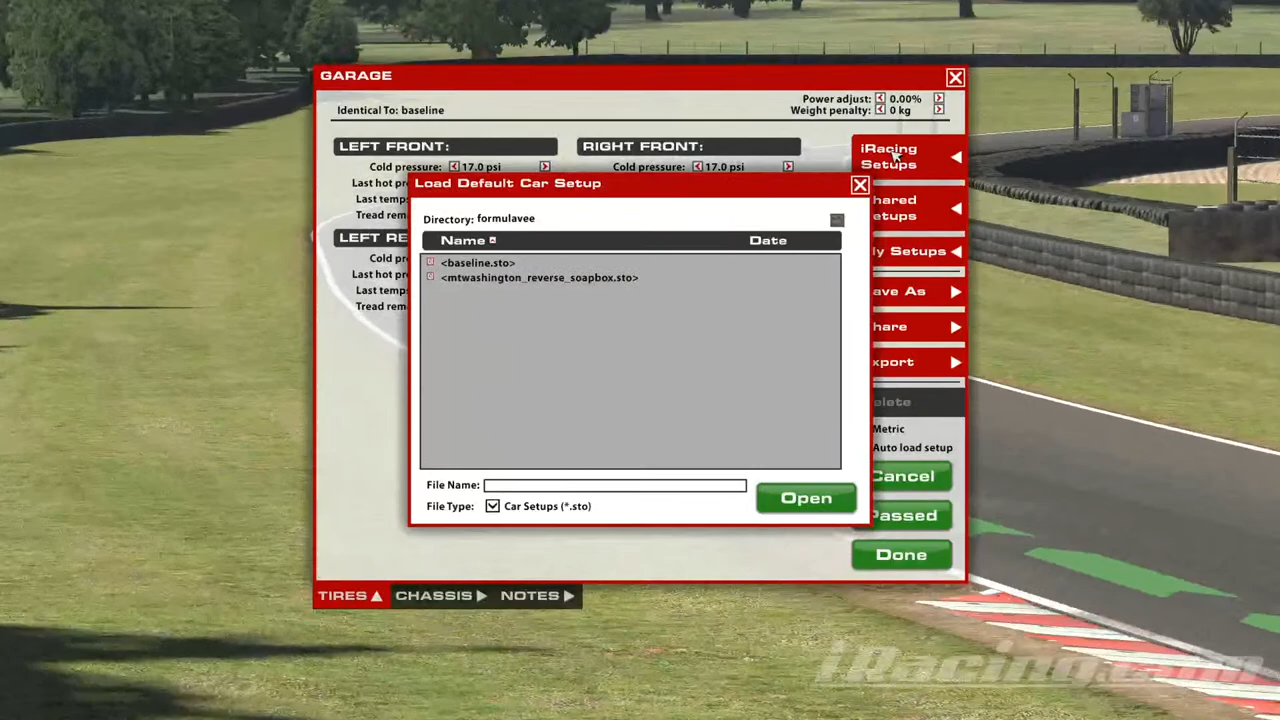 GARAGE
Identical To: baseline
Power adjust: 0.00%
Weight penalty: 0 kg
LEFT FRONT:
RIGHT FRONT:
Cold pressure: 17.0 psi
Cold pressure: 17.0 psi
Last hot pr
Last temps
Tread rema
LEFT RE
Cold pr
Last hot pr
Last temps
Tread rema
iRacing
Setups
hared
etups
y Setups
ave As
hare
xport
elete
Metric
Auto load setup
Cancel
Passed
Done
Load Default Car Setup
Directory: formulavee
Name
Date
<baseline.sto>
<mtwashington_reverse_soapbox.sto>
File Name:
File Type: Car Setups (*.sto)
Open
TIRES
CHASSIS
NOTES
iRacing.com